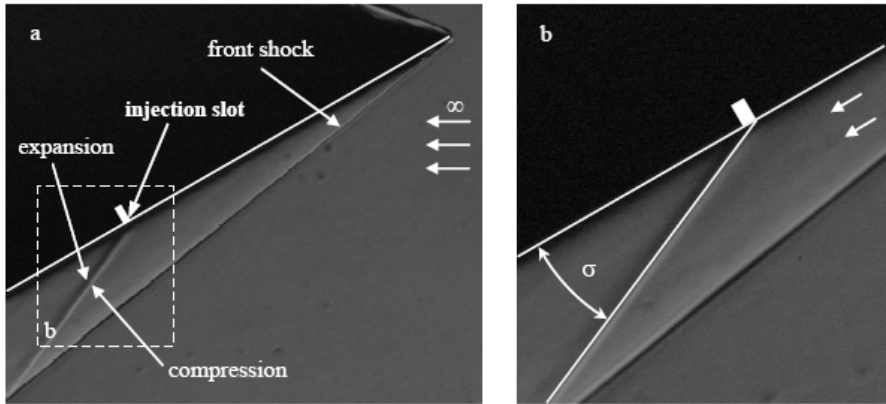 a
front shock
∞
injection slot
expansion
b
compression
b
σ